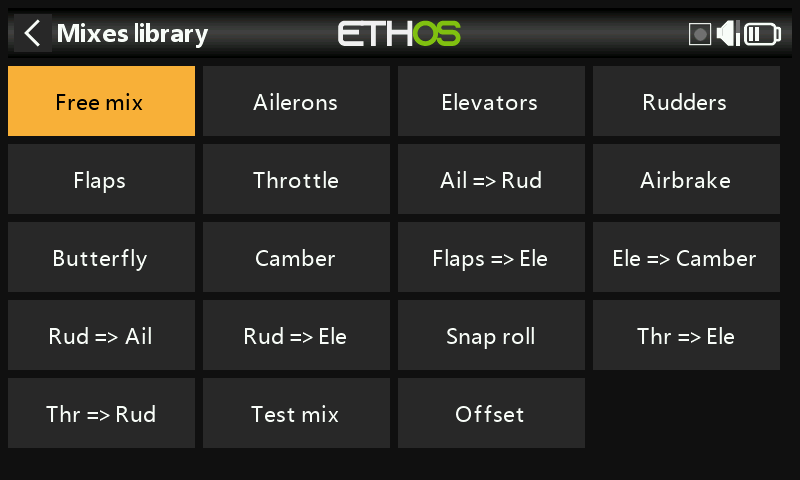 Mixes library
ETHOS
Free mix
Ailerons
Elevators
Rudders
Flaps
Throttle
Ail => Rud
Airbrake
Butterfly
Camber
Flaps => Ele
Ele => Camber
Rud => Ail
Rud => Ele
Snap roll
Thr => Ele
Thr => Rud
Test mix
Offset